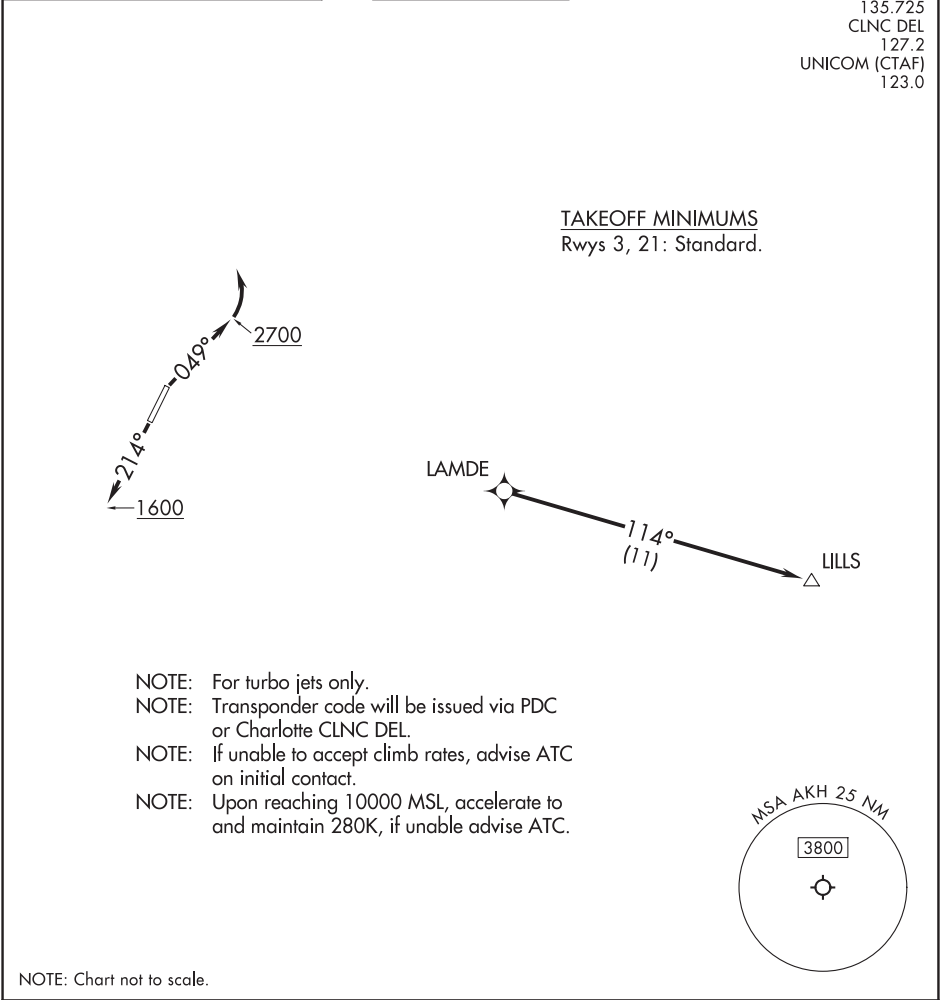 135.725
CLNC DEL
127.2
UNICOM (CTAF)
123.0
TAKEOFF MINIMUMS
Rwys 3, 21: Standard.
2700
049°
214°
1600
LAMDE
114°
(11)
LILLS
NOTE: For turbo jets only.
NOTE: Transponder code will be issued via PDC
or Charlotte CLNC DEL.
NOTE: If unable to accept climb rates, advise ATC
on initial contact.
NOTE: Upon reaching 10000 MSL, accelerate to
and maintain 280K, if unable advise ATC.
MSA AKH 25 NM
3800
NOTE: Chart not to scale.